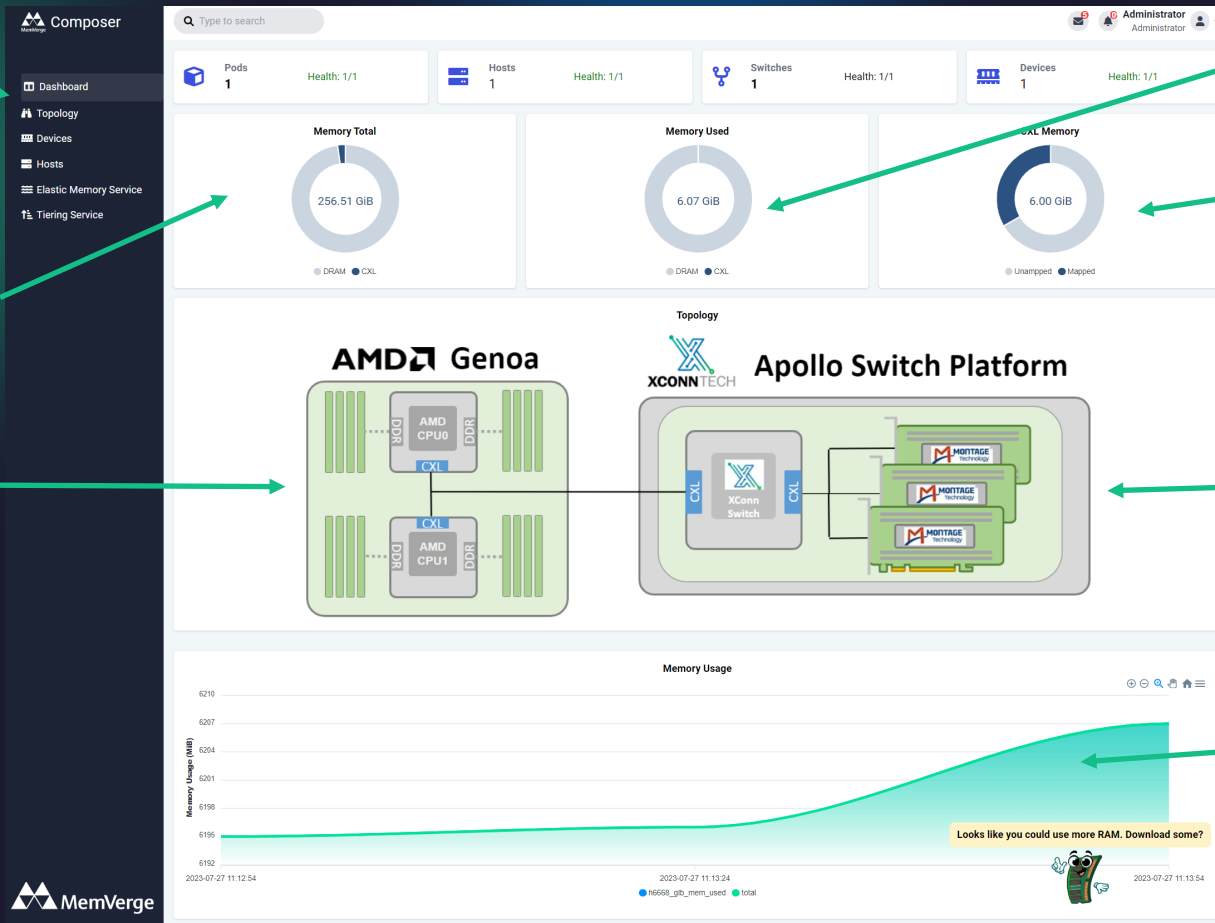 MemVerge
Composer
Type to search
5
0
Administrator
Administrator
Dashboard
Topology
Devices
Hosts
Elastic Memory Service
Tiering Service
Pods
1
Health: 1/1
Hosts
1
Health: 1/1
Switches
1
Health: 1/1
Devices
1
Health: 1/1
Memory Total
256.51 GiB
DRAM CXL
Memory Used
6.07 GiB
DRAM CXL
CXL Memory
6.00 GiB
Unampped Mapped
Topology
AMD Genoa
XCONNTECH
Apollo Switch Platform
DDR
AMD
CPU0
DDR
CXL
CXL
DDR
AMD
CPU1
DDR
CXL
XConn
Switch
CXL
MONTAGE
Technology
MONTAGE
Technology
MONTAGE
Technology
Memory Usage
Memory Usage (MiB)
6210
6207
6204
6201
6198
6195
6192
2023-07-27 11:12:54
2023-07-27 11:13:24
2023-07-27 11:13:54
h6668_glb_mem_used total
Looks like you could use more RAM. Download some?
MemVerge